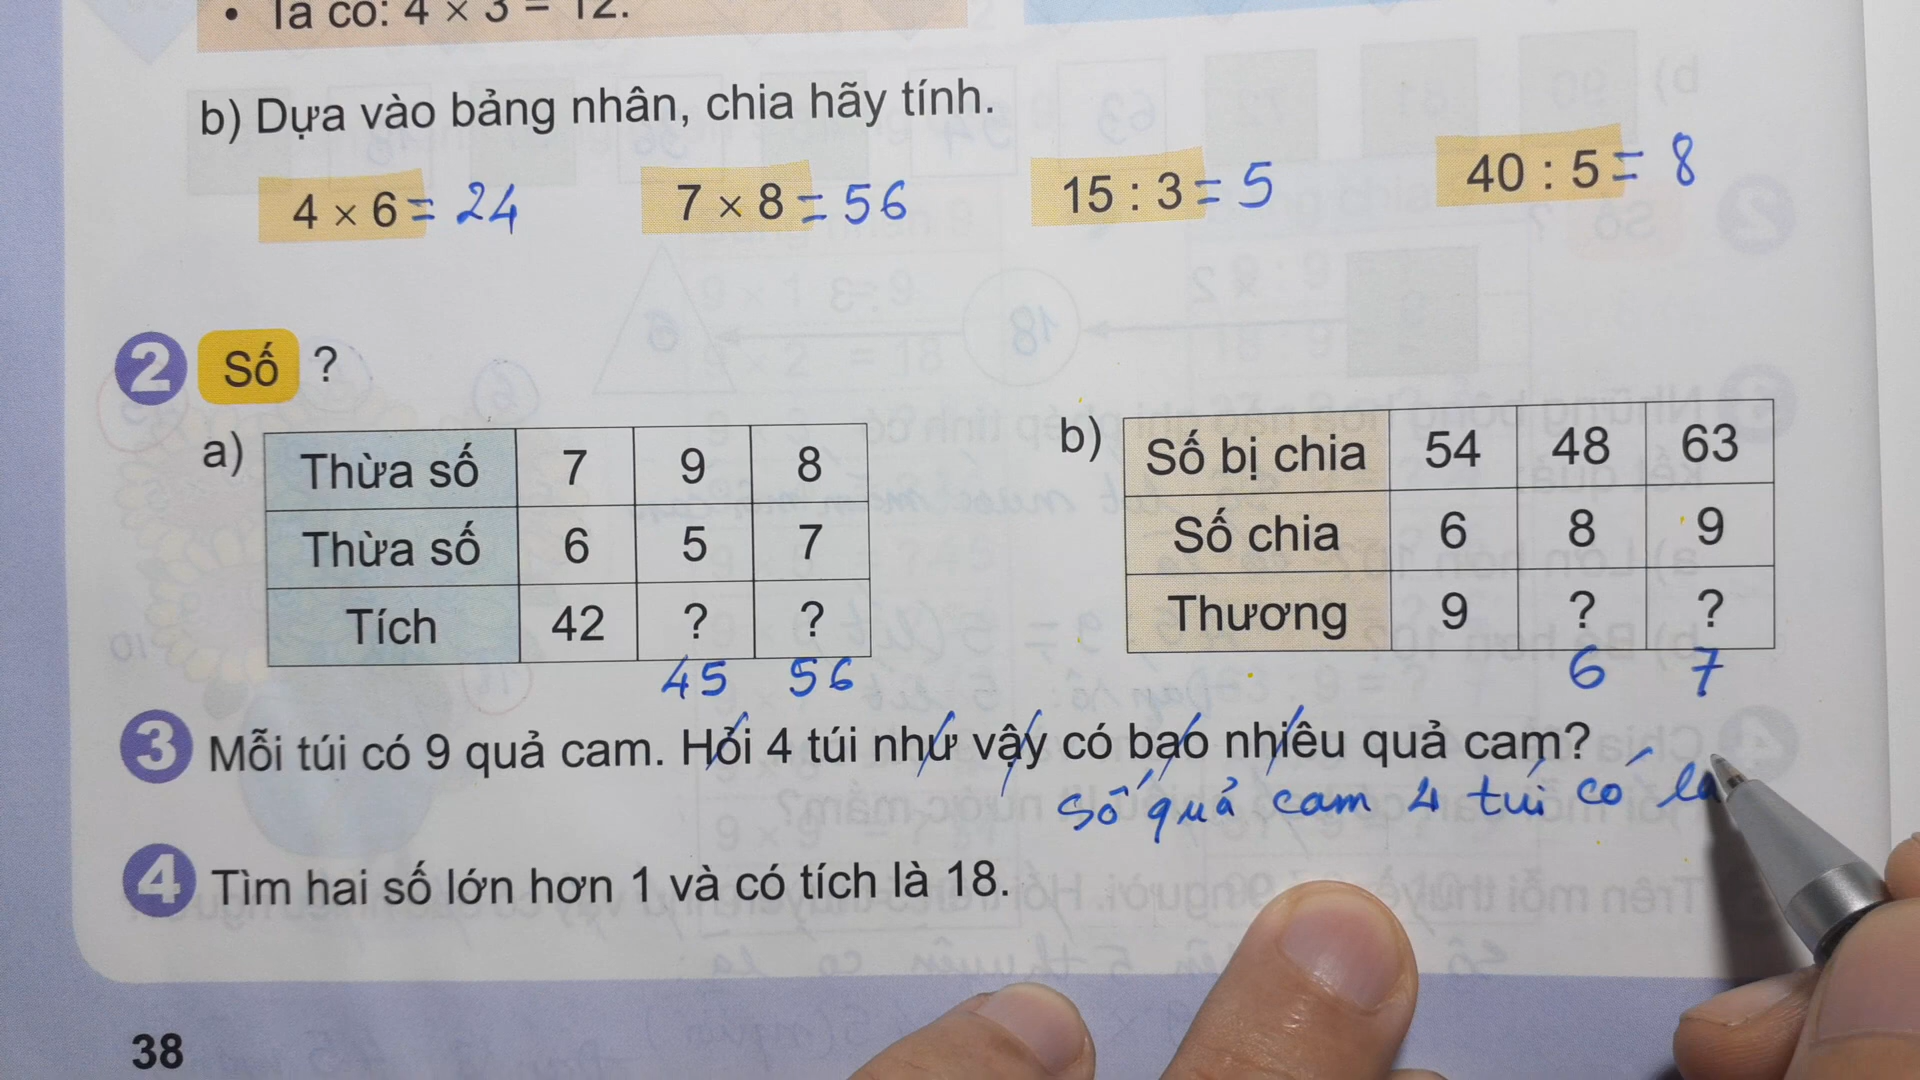 • Ta có: 4 × 3 = 12.
b) Dựa vào bảng nhân, chia hãy tính.
4 × 6 = 24 7 × 8 = 56 15 : 3 = 5 40 : 5 = 8
2 Số ?
a) b)
Thừa số 7 9 8
Thừa số 6 5 7
Tích 42 ? ?
45 56
Số bị chia 54 48 63
Số chia 6 8 9
Thương 9 ? ?
6 7
3 Mỗi túi có 9 quả cam. Hỏi 4 túi như vậy có bao nhiêu quả cam?
Số quả cam 4 túi có là
4 Tìm hai số lớn hơn 1 và có tích là 18.
38